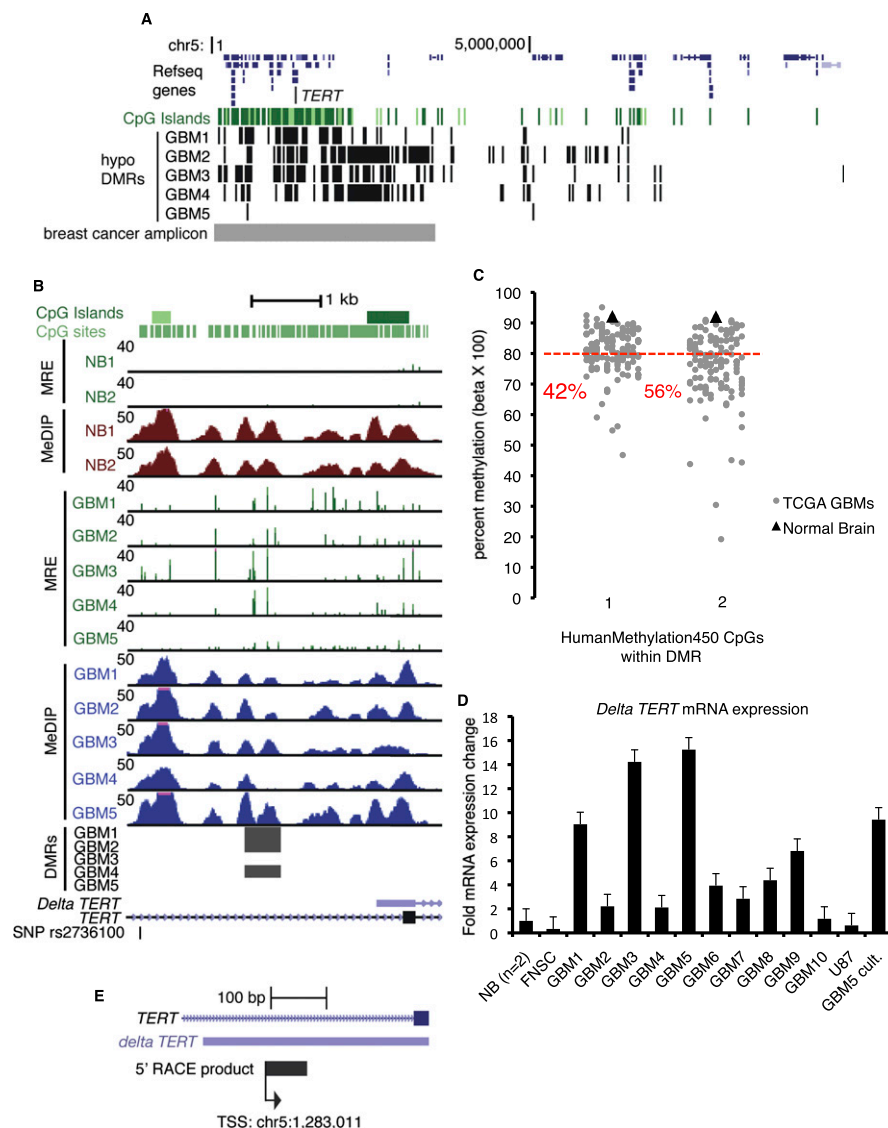 A
chr5: 1 5,000,000
Refseq genes
TERT
CpG Islands
hypo DMRs
GBM1
GBM2
GBM3
GBM4
GBM5
breast cancer amplicon
B
1 kb
CpG Islands
CpG sites
MRE
40
NB1
40
NB2
MeDIP
50
NB1
50
NB2
MRE
40
GBM1
40
GBM2
40
GBM3
40
GBM4
40
GBM5
MeDIP
50
GBM1
50
GBM2
50
GBM3
50
GBM4
50
GBM5
DMRs
GBM1
GBM2
GBM3
GBM4
GBM5
Delta TERT
TERT
SNP rs2736100
C
percent methylation (beta X 100)
100
90
80
70
60
50
40
30
20
10
0
42%
56%
TCGA GBMs
Normal Brain
1 2
HumanMethylation450 CpGs
within DMR
D
Delta TERT mRNA expression
Fold mRNA expression change
18
16
14
12
10
8
6
4
2
0
NB (n=2)
FNSC
GBM1
GBM2
GBM3
GBM4
GBM5
GBM6
GBM7
GBM8
GBM9
GBM10
U87
GBM5 cult.
E
100 bp
TERT
delta TERT
5' RACE product
TSS: chr5:1,283,011